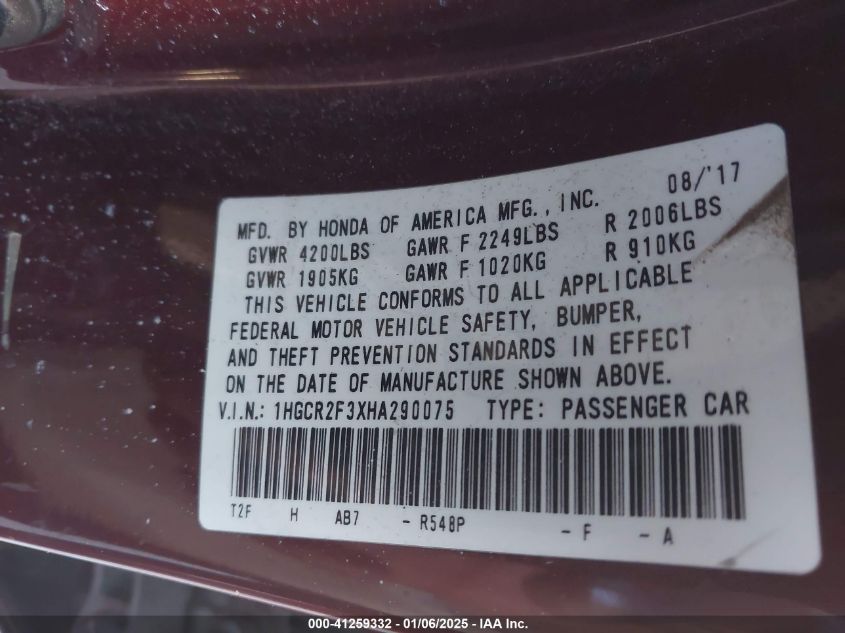 08/'17
MFD. BY HONDA OF AMERICA MFG., INC.
GVWR 4200LBS GAWR F 2249LBS R 2006LBS
GVWR 1905KG GAWR F 1020KG R 910KG
THIS VEHICLE CONFORMS TO ALL APPLICABLE
FEDERAL MOTOR VEHICLE SAFETY, BUMPER,
AND THEFT PREVENTION STANDARDS IN EFFECT
ON THE DATE OF MANUFACTURE SHOWN ABOVE.
V.I.N.: 1HGCR2F3XHA290075 TYPE: PASSENGER CAR
T2F H AB7 - R548P - F - A
000-41259332 - 01/06/2025 - IAA Inc.